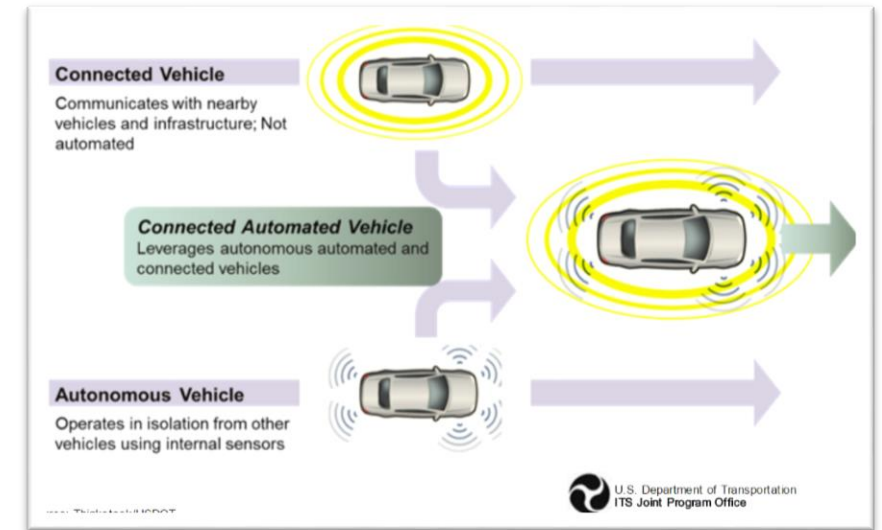 Connected Vehicle
Communicates with nearby
vehicles and infrastructure; Not
automated
Connected Automated Vehicle
Leverages autonomous automated and
connected vehicles
Autonomous Vehicle
Operates in isolation from other
vehicles using internal sensors
U.S. Department of Transportation
ITS Joint Program Office